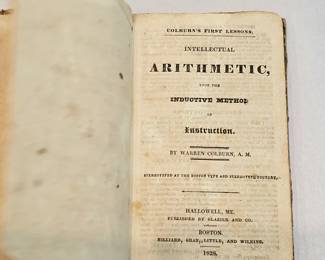 COLBURN'S FIRST LESSONS.
INTELLECTUAL
ARITHMETIC,
UPON THE
INDUCTIVE METHOD
OF
Instruction.
BY WARREN COLBURN, A. M.
STEREOTYPED AT THE BOSTON TYPE AND STEREOTYPE FOUNDRY.
HALLOWELL, ME.
PUBLISHED BY GLAZIER AND CO.
BOSTON.
HILLIARD, GRAY, LITTLE, AND WILKINS.
1828.